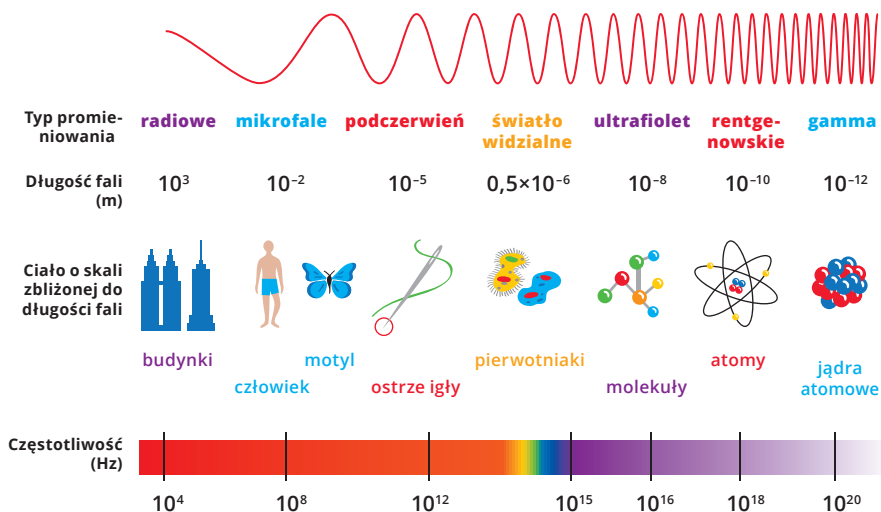 Typ promie-
niowania
radiowe
mikrofale
podczerwień
światło
widzialne
ultrafiolet
rentge-
nowskie
gamma
Długość fali
(m)
10³
10⁻²
10⁻⁵
0,5×10⁻⁶
10⁻⁸
10⁻¹⁰
10⁻¹²
Ciało o skali
zbliżonej do
długości fali
budynki
człowiek
motyl
ostrze igły
pierwotniaki
molekuły
atomy
jądra
atomowe
Częstotliwość
(Hz)
10⁴
10⁸
10¹²
10¹⁵
10¹⁶
10¹⁸
10²⁰